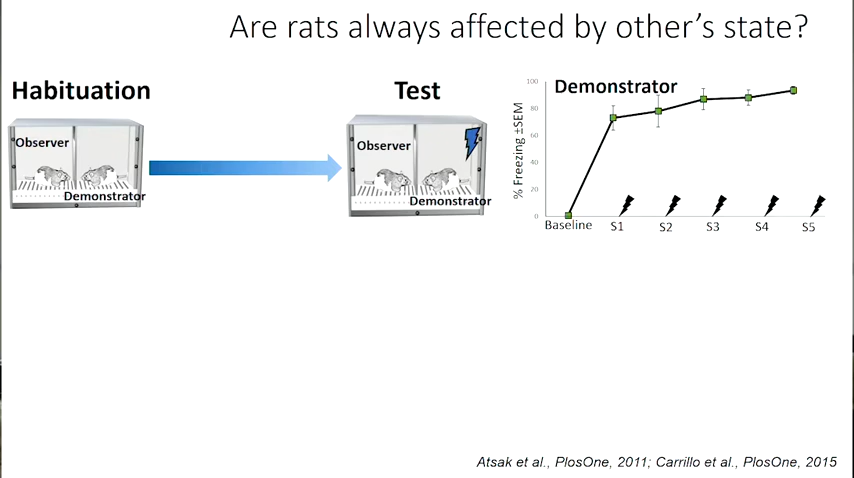 Are rats always affected by other's state?
Habituation
Test
Observer
Demonstrator
Observer
Demonstrator
Demonstrator
% Freezing ±SEM
100
80
60
40
20
0
Baseline S1 S2 S3 S4 S5
Atsak et al., PlosOne, 2011; Carrillo et al., PlosOne, 2015